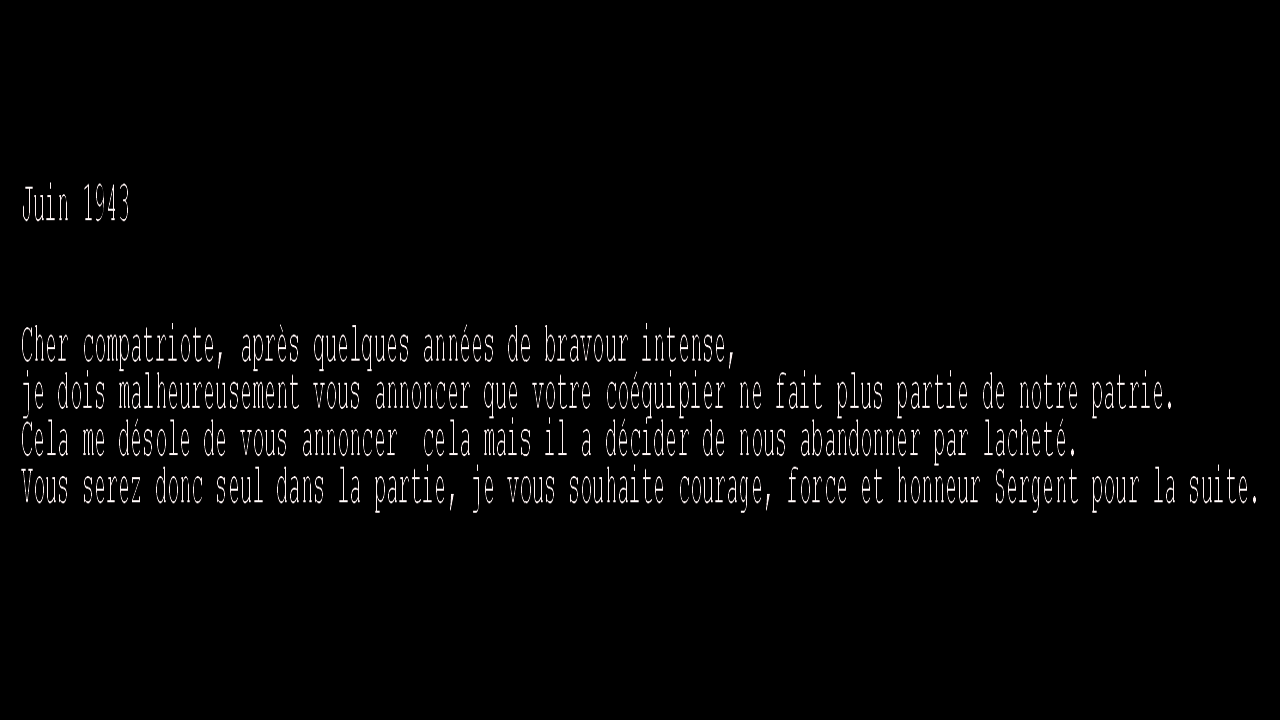 Juin 1943
Cher compatriote, après quelques années de bravour intense,
je dois malheureusement vous annoncer que votre coéquipier ne fait plus partie de notre patrie.
Cela me désole de vous annoncer  cela mais il a décider de nous abandonner par lacheté.
Vous serez donc seul dans la partie, je vous souhaite courage, force et honneur Sergent pour la suite.